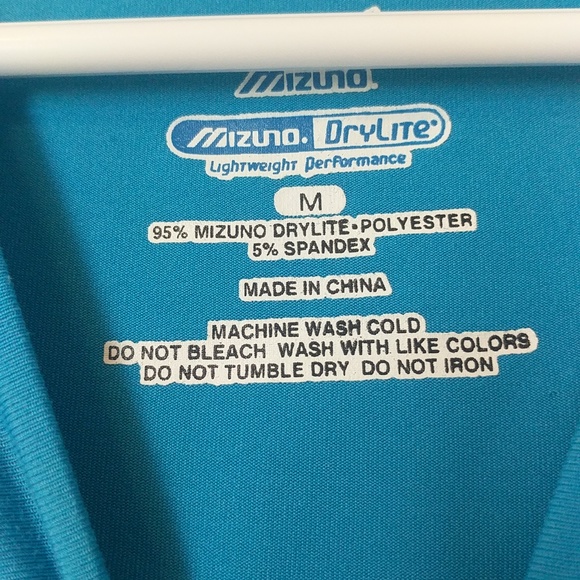 MIZUNO.
MIZUNO. DRYLITE
Lightweight Performance
M
95% MIZUNO DRYLITE•POLYESTER
5% SPANDEX
MADE IN CHINA
MACHINE WASH COLD
DO NOT BLEACH WASH WITH LIKE COLORS
DO NOT TUMBLE DRY DO NOT IRON